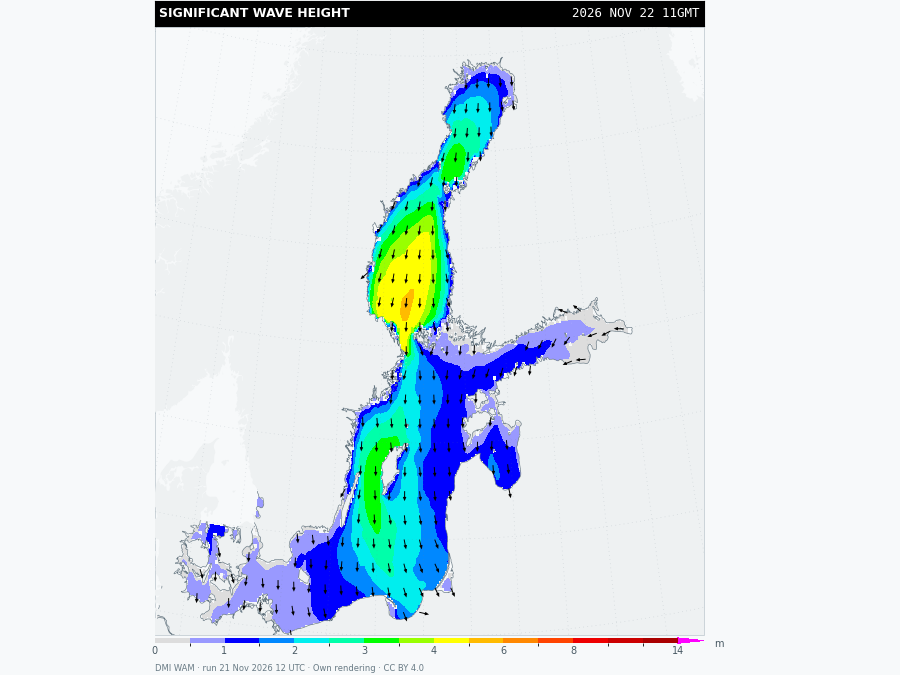 SIGNIFICANT WAVE HEIGHT 2026 NOV 22 11GMT
0 1 2 3 4 6 8 14 m
DMI WAM · run 21 Nov 2026 12 UTC · Own rendering · CC BY 4.0